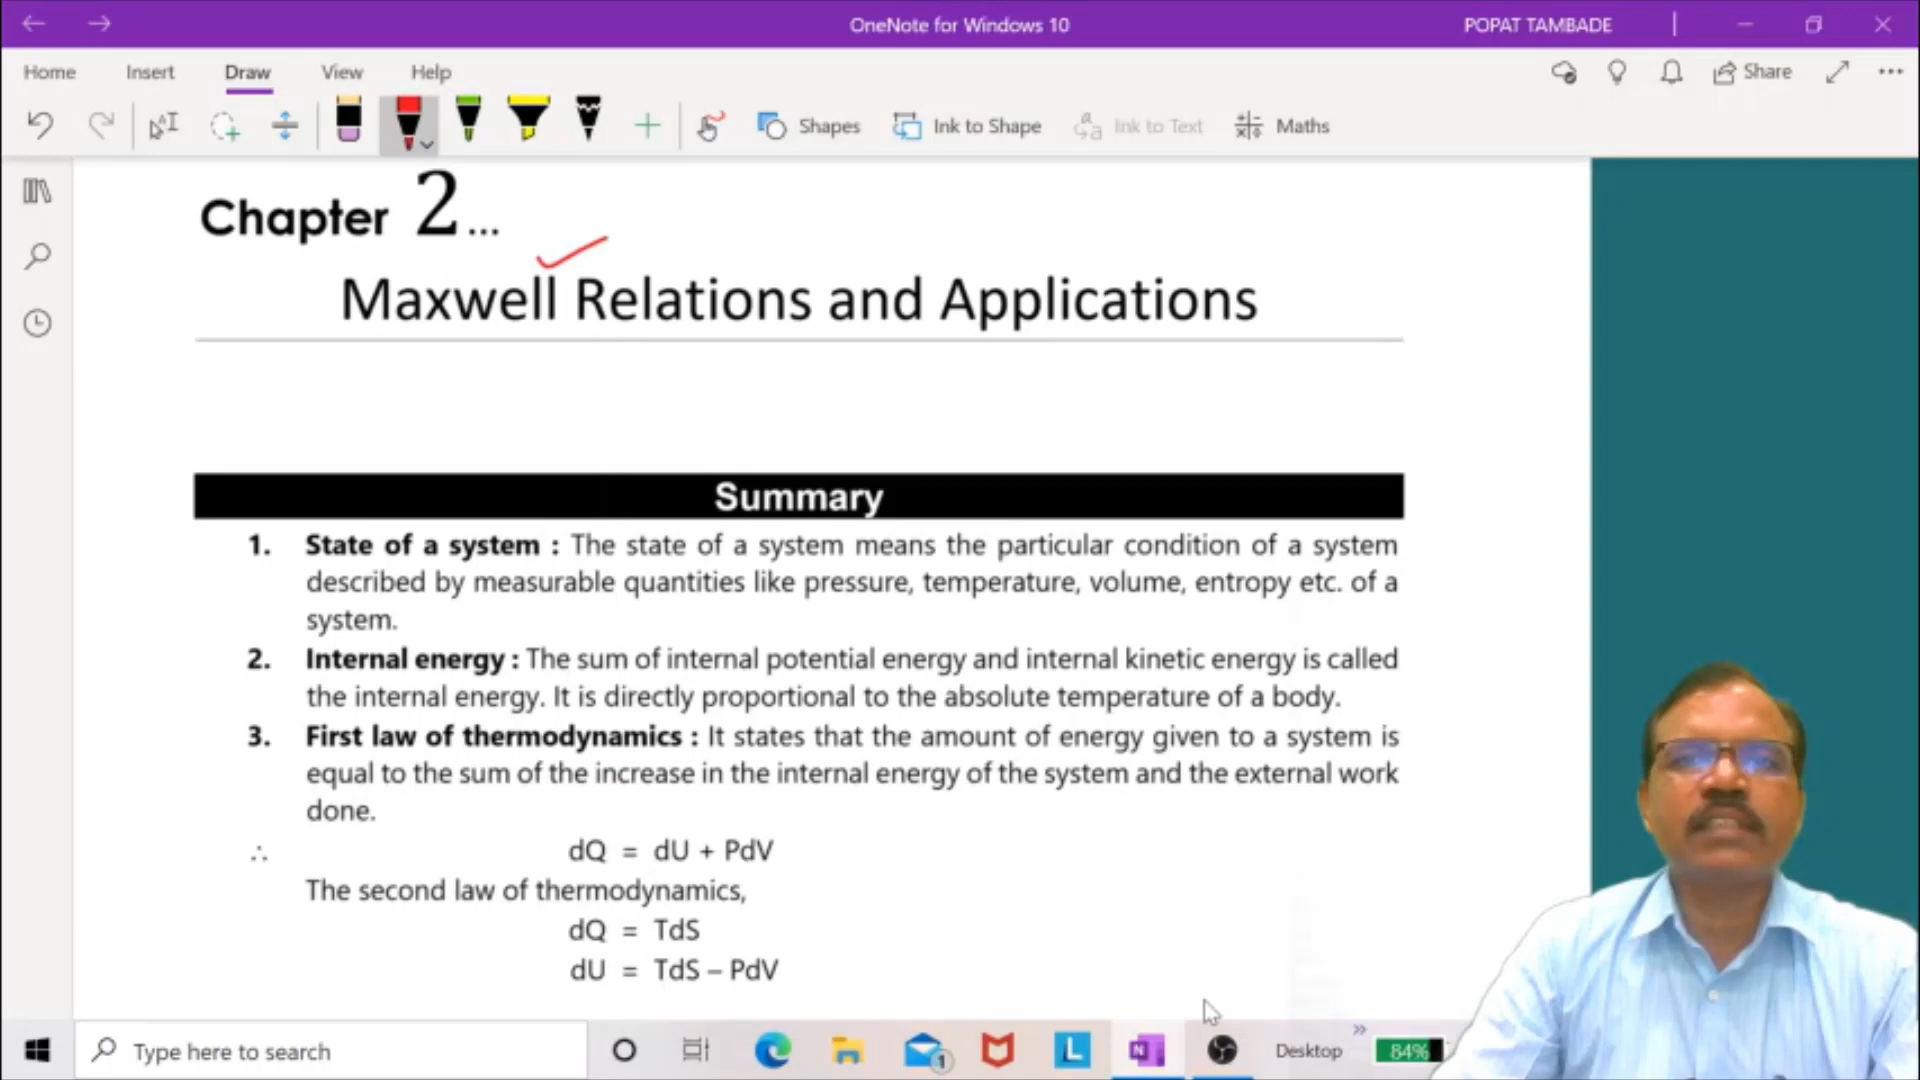 OneNote for Windows 10
POPAT TAMBADE
Home Insert Draw View Help
Share
Shapes Ink to Shape Ink to Text Maths
Chapter 2...
Maxwell Relations and Applications
Summary
1. State of a system : The state of a system means the particular condition of a system
described by measurable quantities like pressure, temperature, volume, entropy etc. of a
system.
2. Internal energy : The sum of internal potential energy and internal kinetic energy is called
the internal energy. It is directly proportional to the absolute temperature of a body.
3. First law of thermodynamics : It states that the amount of energy given to a system is
equal to the sum of the increase in the internal energy of the system and the external work
done.
∴ dQ = dU + PdV
The second law of thermodynamics,
dQ = TdS
dU = TdS – PdV
Type here to search
1
L
N
Desktop
84%